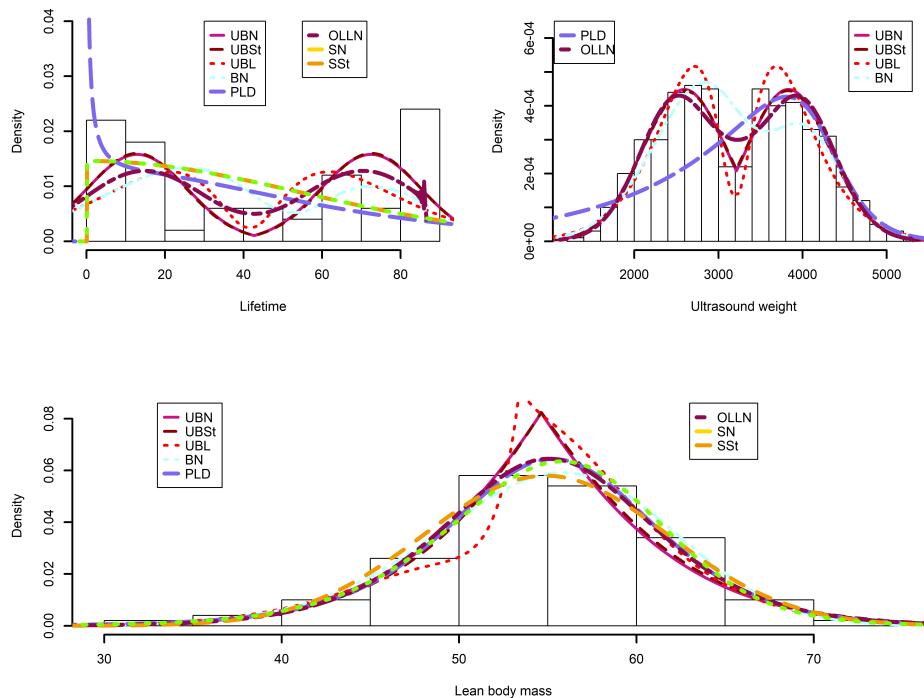 Density
0.00 0.01 0.02 0.03 0.04
UBN
UBSt
UBL
BN
PLD
OLLN
SN
SSt
0 20 40 60 80
Lifetime
Density
0e+00 2e-04 4e-04 6e-04
PLD
OLLN
UBN
UBSt
UBL
BN
2000 3000 4000 5000
Ultrasound weight
Density
0.00 0.02 0.04 0.06 0.08
UBN
UBSt
UBL
BN
PLD
OLLN
SN
SSt
30 40 50 60 70
Lean body mass